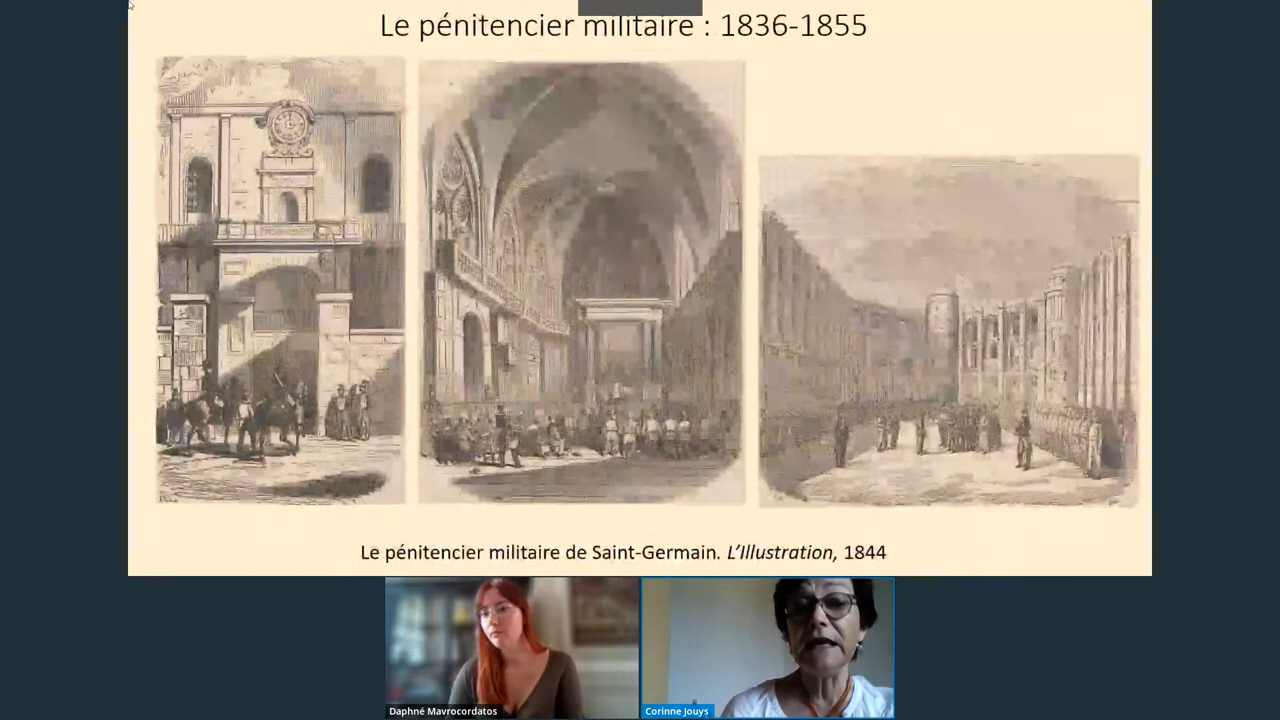 Le pénitencier militaire : 1836-1855
Le pénitencier militaire de Saint-Germain. L'Illustration, 1844
Daphné Mavrocordatos
Corinne Jouys